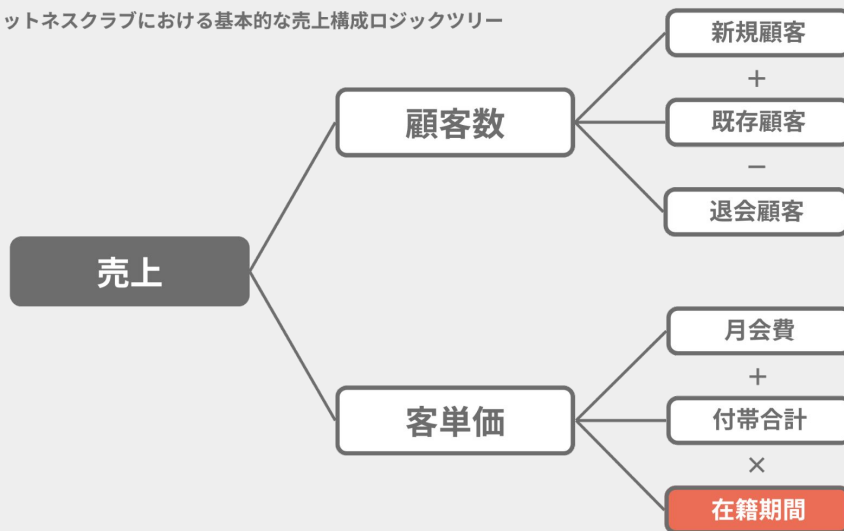 ットネスクラブにおける基本的な売上構成ロジックツリー
新規顧客
+
顧客数
既存顧客
−
退会顧客
売上
月会費
+
客単価
付帯合計
×
在籍期間